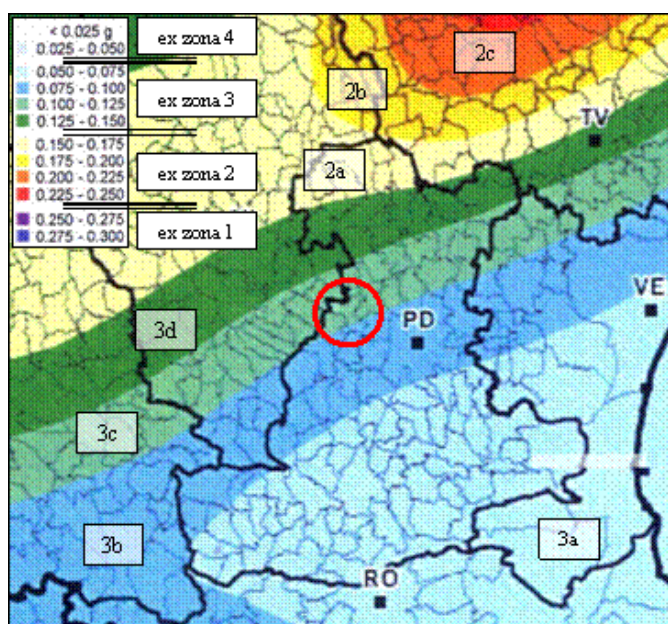 < 0.025 g
0.025 - 0.050
ex zona 4
0.050 - 0.075
0.075 - 0.100
0.100 - 0.125
0.125 - 0.150
ex zona 3
0.150 - 0.175
0.175 - 0.200
0.200 - 0.225
0.225 - 0.250
ex zona 2
0.250 - 0.275
0.275 - 0.300
ex zona 1
2c
2b
TV
2a
VE
PD
3d
3c
3b
3a
RO